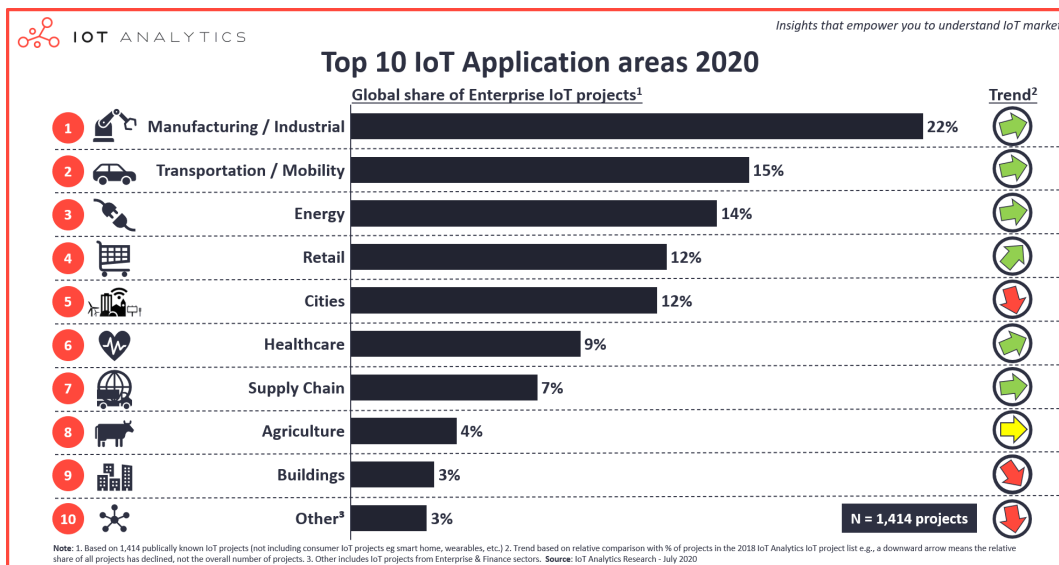 IOT ANALYTICS
Insights that empower you to understand IoT market
Top 10 IoT Application areas 2020
Global share of Enterprise IoT projects¹
Trend²
1 Manufacturing / Industrial 22%
2 Transportation / Mobility 15%
3 Energy 14%
4 Retail 12%
5 Cities 12%
6 Healthcare 9%
7 Supply Chain 7%
8 Agriculture 4%
9 Buildings 3%
10 Other³ 3%
N = 1,414 projects
Note: 1. Based on 1,414 publically known IoT projects (not including consumer IoT projects eg smart home, wearables, etc.) 2. Trend based on relative comparison with % of projects in the 2018 IoT Analytics IoT project list e.g., a downward arrow means the relative
share of all projects has declined, not the overall number of projects. 3. Other includes IoT projects from Enterprise & Finance sectors. Source: IoT Analytics Research - July 2020